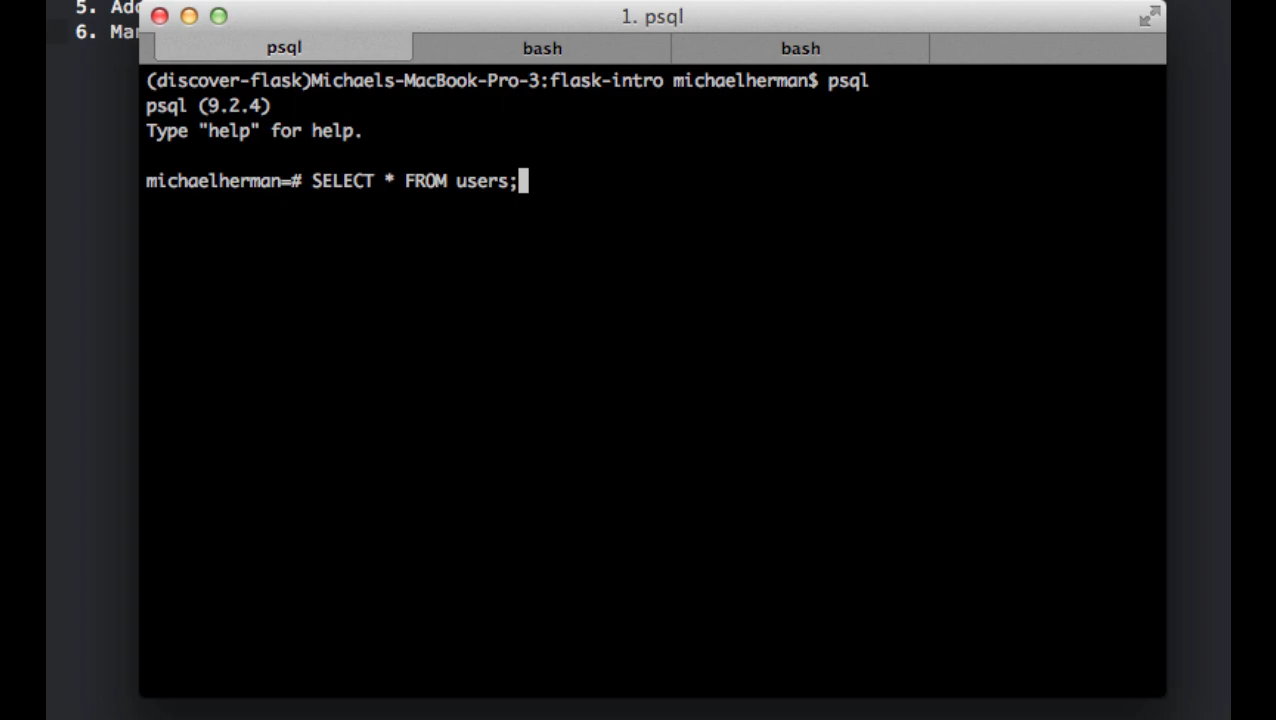 5. Add
6. Mar
1. psql
psql bash bash
(discover-flask)Michaels-MacBook-Pro-3:flask-intro michaelherman$ psql
psql (9.2.4)
Type "help" for help.
michaelherman=# SELECT * FROM users;